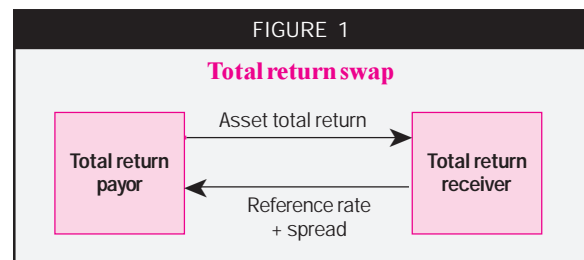 FIGURE 1
Total return swap
Asset total return
Total return
payor
Total return
receiver
Reference rate
+ spread